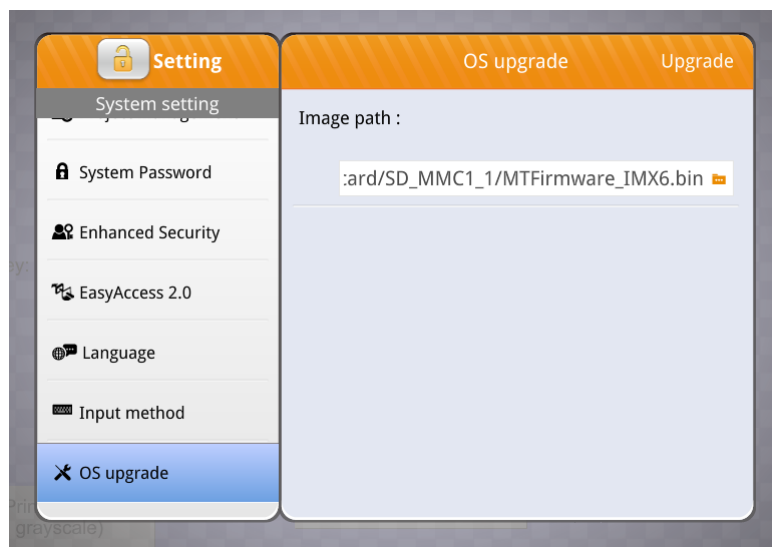 Setting
System setting
System Password
Enhanced Security
EasyAccess 2.0
Language
Input method
OS upgrade
OS upgrade
Upgrade
Image path :
:ard/SD_MMC1_1/MTFirmware_IMX6.bin
grayscale)